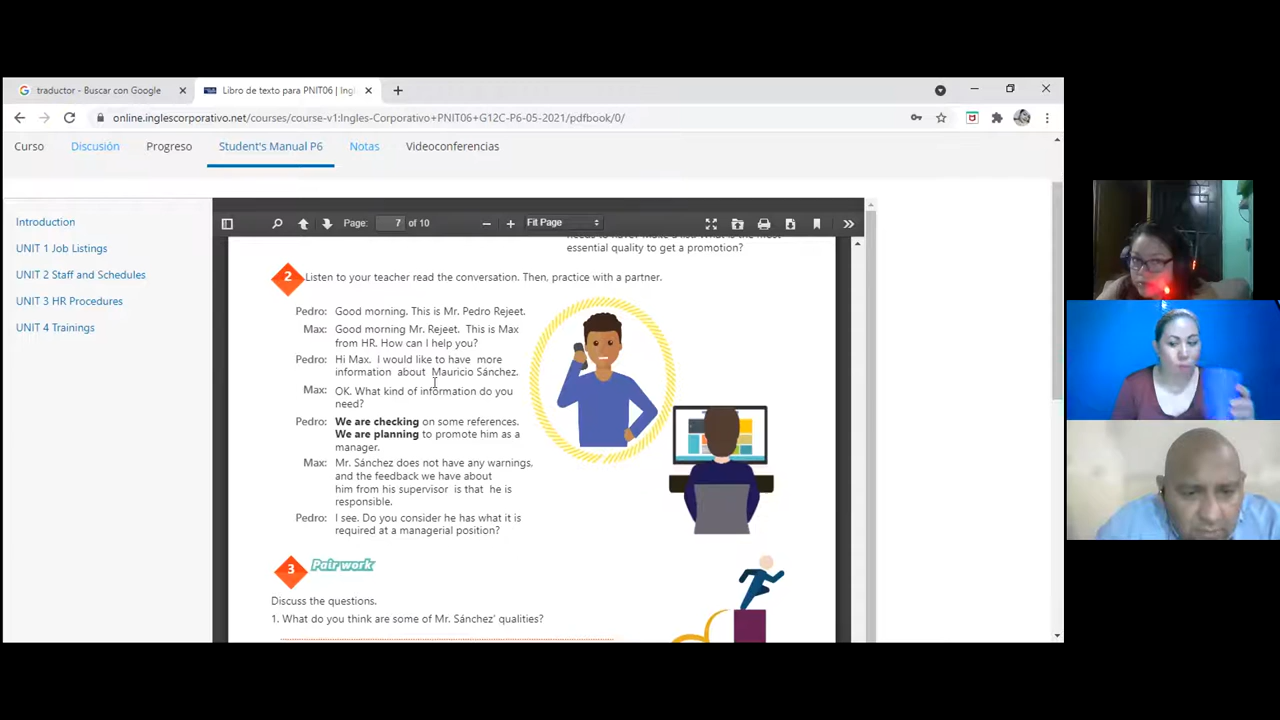 traductor - Buscar con Google
Libro de texto para PNIT06 | Ingl
online.inglescorporativo.net/courses/course-v1:Ingles-Corporativo+PNIT06+G12C-P6-05-2021/pdfbook/0/
Curso Discusión Progreso Student's Manual P6 Notas Videoconferencias
Introduction
UNIT 1 Job Listings
UNIT 2 Staff and Schedules
UNIT 3 HR Procedures
UNIT 4 Trainings
Page: 7 of 10 Fit Page
essential quality to get a promotion?
2 Listen to your teacher read the conversation. Then, practice with a partner.
Pedro: Good morning. This is Mr. Pedro Rejeet.
Max: Good morning Mr. Rejeet. This is Max
from HR. How can I help you?
Pedro: Hi Max. I would like to have more
information about Mauricio Sánchez.
Max: OK. What kind of information do you
need?
Pedro: We are checking on some references.
We are planning to promote him as a
manager.
Max: Mr. Sánchez does not have any warnings,
and the feedback we have about
him from his supervisor is that he is
responsible.
Pedro: I see. Do you consider he has what it is
required at a managerial position?
3 Pair work
Discuss the questions.
1. What do you think are some of Mr. Sánchez' qualities?